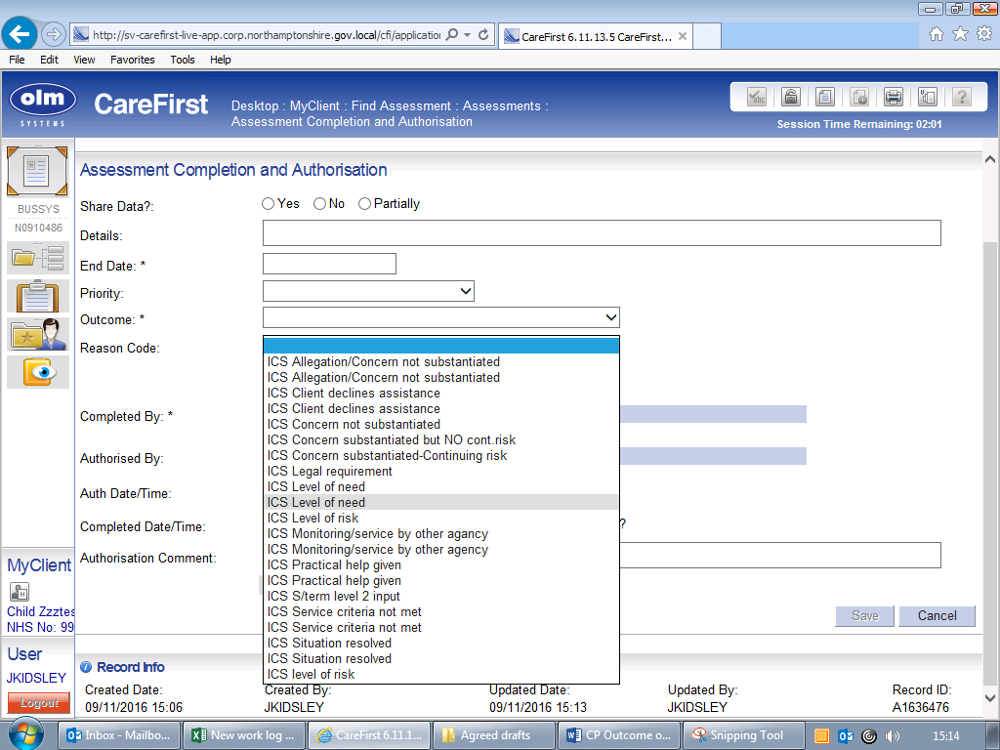 http://sv-carefirst-live-app.corp.northamptonshire.gov.local/cfi/application
CareFirst 6.11.13.5 CareFirst...
File Edit View Favorites Tools Help
olm
SYSTEMS
CareFirst
Desktop : MyClient : Find Assessment : Assessments :
Assessment Completion and Authorisation
abc
?
Session Time Remaining: 02:01
BUSSYS
N0910486
Assessment Completion and Authorisation
Share Data?: Yes No Partially
Details:
End Date: *
Priority:
Outcome: *
Reason Code:
ICS Allegation/Concern not substantiated
ICS Allegation/Concern not substantiated
ICS Client declines assistance
ICS Client declines assistance
ICS Concern not substantiated
ICS Concern substantiated but NO cont.risk
ICS Concern substantiated-Continuing risk
ICS Legal requirement
ICS Level of need
ICS Level of need
ICS Level of risk
ICS Monitoring/service by other agancy
ICS Monitoring/service by other agency
ICS Practical help given
ICS Practical help given
ICS S/term level 2 input
ICS Service criteria not met
ICS Service criteria not met
ICS Situation resolved
ICS Situation resolved
ICS level of risk
Completed By: *
Authorised By:
Auth Date/Time:
Completed Date/Time: ?
Authorisation Comment:
Save Cancel
MyClient
H
Child Zzztes
NHS No: 99
User
JKIDSLEY
Logout
Record Info
Created Date: Created By: Updated Date: Updated By: Record ID:
09/11/2016 15:06 JKIDSLEY 09/11/2016 15:13 JKIDSLEY A1636476
Inbox - Mailbo... New work log ... CareFirst 6.11.1... Agreed drafts CP Outcome o... Snipping Tool 15:14